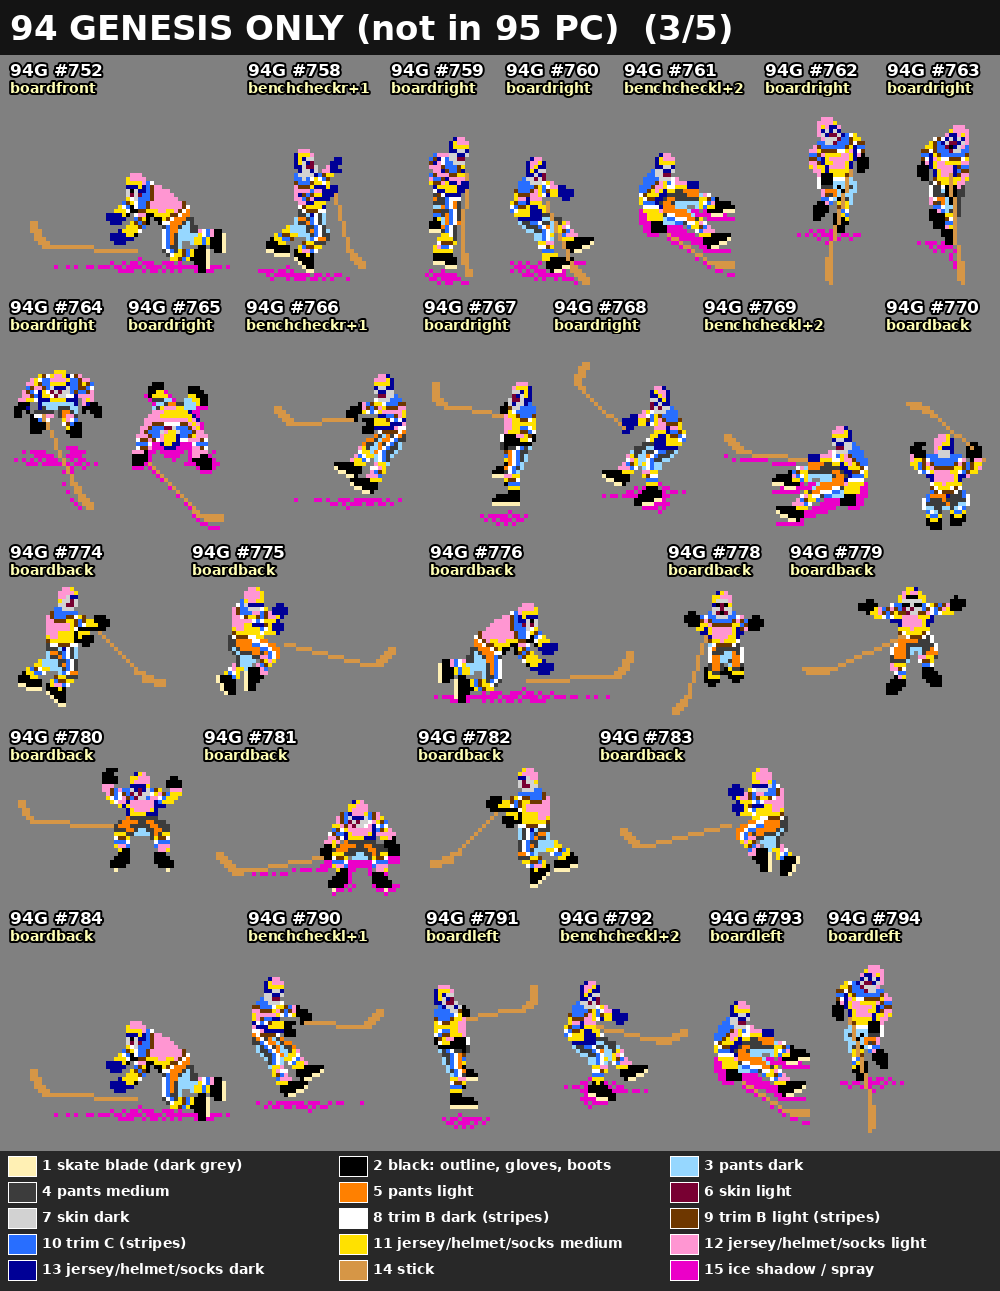 94 GENESIS ONLY (not in 95 PC)  (3/5)
94G #752 94G #758 94G #759 94G #760 94G #761 94G #762 94G #763
boardfront benchcheckr+1 boardright boardright benchcheckl+2 boardright boardright
94G #764 94G #765 94G #766 94G #767 94G #768 94G #769 94G #770
boardright boardright benchcheckr+1 boardright boardright benchcheckl+2 boardback
94G #774 94G #775 94G #776 94G #778 94G #779
boardback boardback boardback boardback boardback
94G #780 94G #781 94G #782 94G #783
boardback boardback boardback boardback
94G #784 94G #790 94G #791 94G #792 94G #793 94G #794
boardback benchcheckl+1 boardleft benchcheckl+2 boardleft boardleft
1 skate blade (dark grey) 2 black: outline, gloves, boots 3 pants dark
4 pants medium 5 pants light 6 skin light
7 skin dark 8 trim B dark (stripes) 9 trim B light (stripes)
10 trim C (stripes) 11 jersey/helmet/socks medium 12 jersey/helmet/socks light
13 jersey/helmet/socks dark 14 stick 15 ice shadow / spray